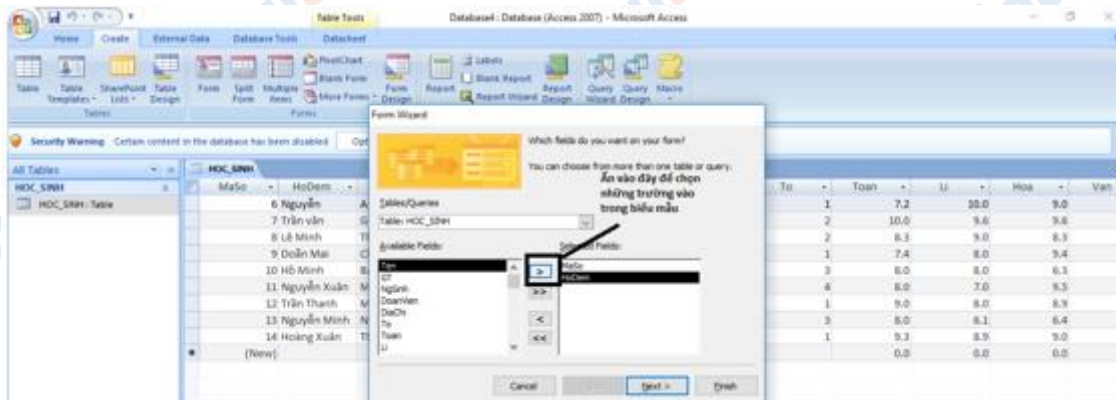 Table Tools Database4 : Database (Access 2007) - Microsoft Access
Home Create External Data Database Tools Datasheet
PivotChart Labels
Blank Form Blank Report
More Forms Report Wizard
Table Table Templates SharePoint Lists Table Design Form Split Form Multiple Items Form Design Report Report Design Query Wizard Query Design Macro
Tables Forms
Form Wizard
Security Warning Certain content in the database has been disabled
Which fields do you want on your form?
You can choose from more than one table or query.
Ấn vào đây để chọn
những trường vào
trong biểu mẫu
Tables/Queries
Table: HOC_SINH
Available Fields: Selected Fields:
Ten
GT
NgSinh
DoanVien
DiaChi
To
Toan
Li
>
>>
<
<<
MaSo
HoDem
Cancel Next > Finish
All Tables
HOC_SINH
HOC_SINH : Table
HOC_SINH
MaSo HoDem To Toan Li Hoa Van
6 Nguyễn 1 7.2 10.0 9.0
7 Trần văn 2 10.0 9.6 9.6
8 Lê Minh 2 8.3 9.0 8.3
9 Doãn Mai 1 7.4 8.0 9.4
10 Hồ Minh 3 8.0 8.0 6.3
11 Nguyễn Xuân 4 8.0 7.0 9.5
12 Trần Thanh 1 9.0 8.0 8.9
13 Nguyễn Minh 3 8.0 6.1 6.4
14 Hoàng Xuân 1 9.3 8.9 9.0
(New) 0.0 0.0 0.0